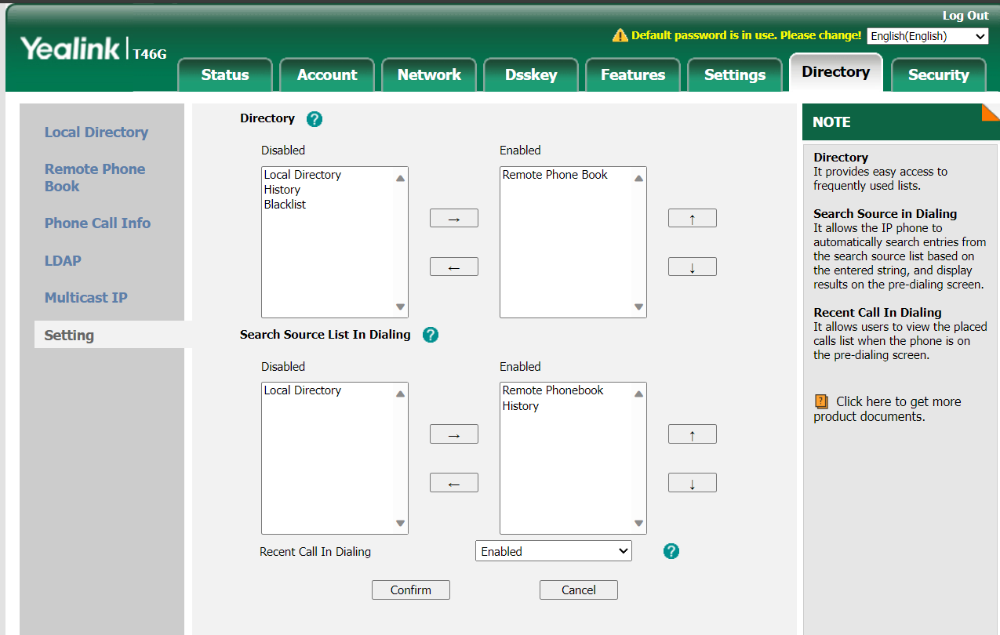 Log Out
Default password is in use. Please change!
English(English)
Yealink | T46G
Status
Account
Network
Dsskey
Features
Settings
Directory
Security
Local Directory
Remote Phone
Book
Phone Call Info
LDAP
Multicast IP
Setting
Directory ?
Disabled
Enabled
Local Directory
History
Blacklist
Remote Phone Book
→
←
↑
↓
Search Source List In Dialing ?
Disabled
Enabled
Local Directory
Remote Phonebook
History
→
←
↑
↓
Recent Call In Dialing
Enabled
?
Confirm
Cancel
NOTE
Directory
It provides easy access to
frequently used lists.
Search Source in Dialing
It allows the IP phone to
automatically search entries from
the search source list based on
the entered string, and display
results on the pre-dialing screen.
Recent Call In Dialing
It allows users to view the placed
calls list when the phone is on
the pre-dialing screen.
? Click here to get more
product documents.